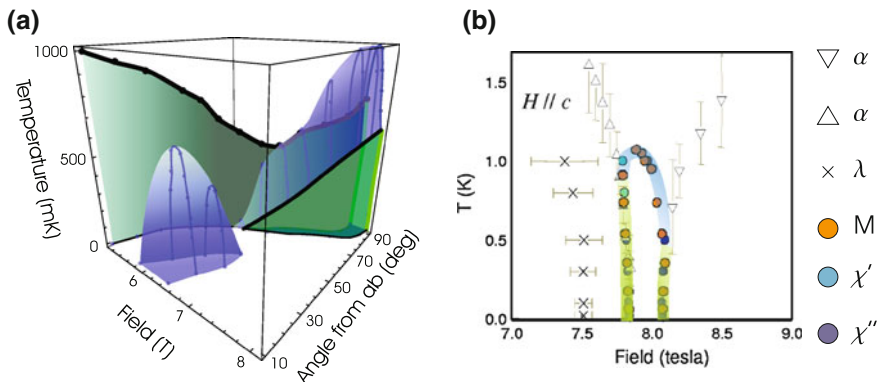 (a)
1000
500
0
Temperature (mK)
6
7
8
Field (T)
10
30
50
70
90
Angle from ab (deg)
(b)
H // c
1.5
1.0
0.5
0.0
T (K)
7.0 7.5 8.0 8.5 9.0
Field (tesla)
α
α
λ
M
χ′
χ′′